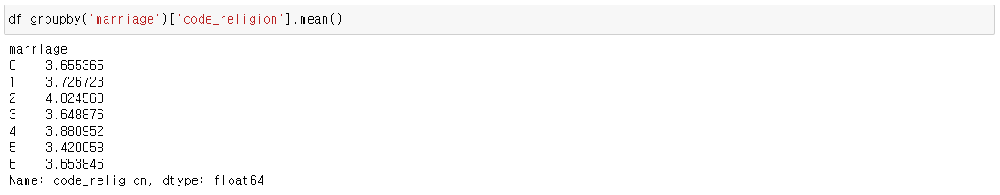 df.groupby('marriage')['code_religion'].mean()
marriage
0    3.655365
1    3.726723
2    4.024563
3    3.648876
4    3.880952
5    3.420058
6    3.653846
Name: code_religion, dtype: float64